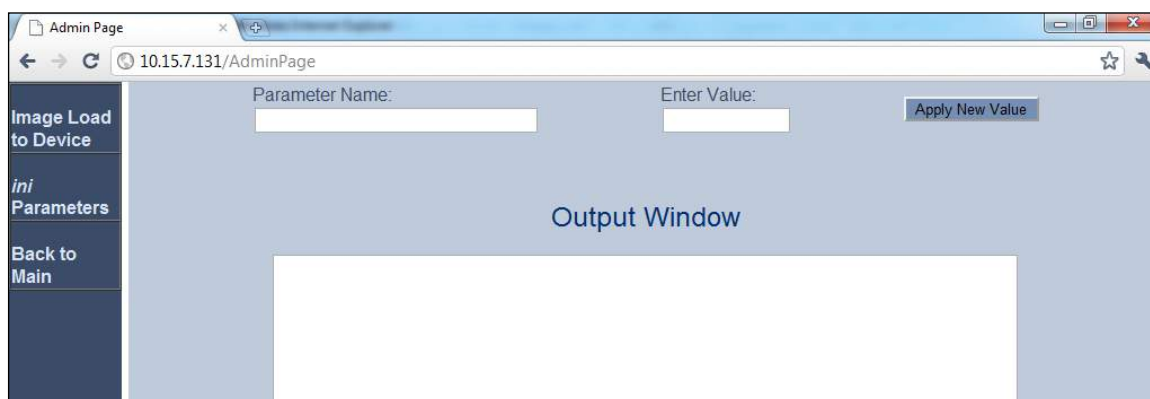 Admin Page
10.15.7.131/AdminPage
Image Load
to Device
ini
Parameters
Back to
Main
Parameter Name:
Enter Value:
Apply New Value
Output Window